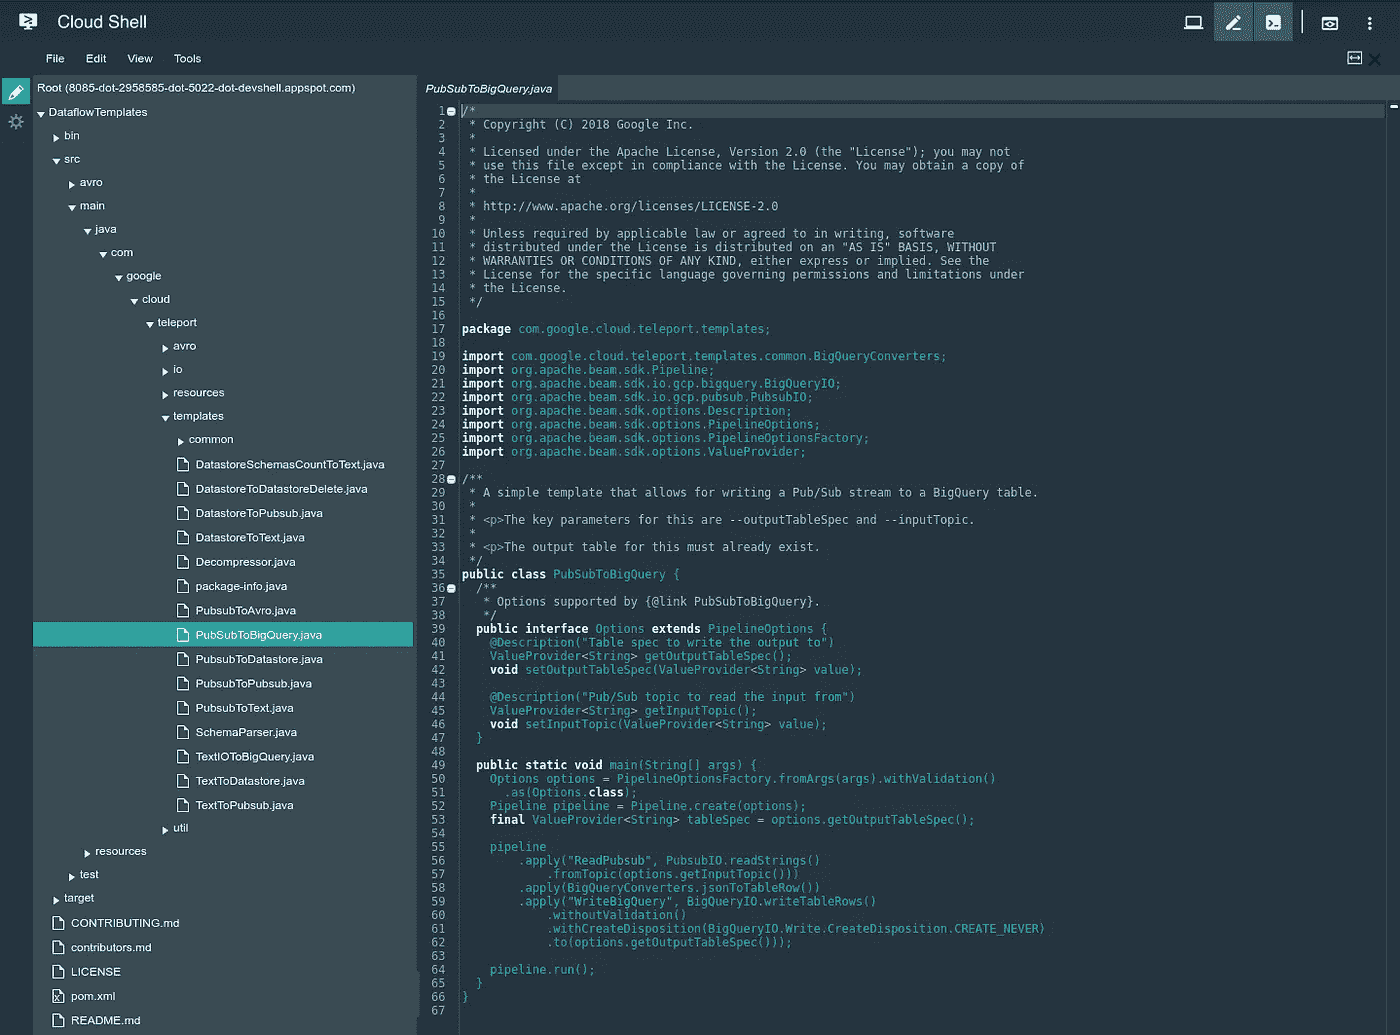 Cloud Shell
File Edit View Tools
Root (8085-dot-2958585-dot-5022-dot-devshell.appspot.com)
DataflowTemplates
bin
src
avro
main
java
com
google
cloud
teleport
avro
io
resources
templates
common
DatastoreSchemasCountToText.java
DatastoreToDatastoreDelete.java
DatastoreToPubsub.java
DatastoreToText.java
Decompressor.java
package-info.java
PubsubToAvro.java
PubSubToBigQuery.java
PubsubToDatastore.java
PubsubToPubsub.java
PubsubToText.java
SchemaParser.java
TextIOToBigQuery.java
TextToDatastore.java
TextToPubsub.java
util
resources
test
target
CONTRIBUTING.md
contributors.md
LICENSE
pom.xml
README.md
PubSubToBigQuery.java
1 /*
2  * Copyright (C) 2018 Google Inc.
3  *
4  * Licensed under the Apache License, Version 2.0 (the "License"); you may not
5  * use this file except in compliance with the License. You may obtain a copy of
6  * the License at
7  *
8  * http://www.apache.org/licenses/LICENSE-2.0
9  *
10  * Unless required by applicable law or agreed to in writing, software
11  * distributed under the License is distributed on an "AS IS" BASIS, WITHOUT
12  * WARRANTIES OR CONDITIONS OF ANY KIND, either express or implied. See the
13  * License for the specific language governing permissions and limitations under
14  * the License.
15  */
16
17 package com.google.cloud.teleport.templates;
18
19 import com.google.cloud.teleport.templates.common.BigQueryConverters;
20 import org.apache.beam.sdk.Pipeline;
21 import org.apache.beam.sdk.io.gcp.bigquery.BigQueryIO;
22 import org.apache.beam.sdk.io.gcp.pubsub.PubsubIO;
23 import org.apache.beam.sdk.options.Description;
24 import org.apache.beam.sdk.options.PipelineOptions;
25 import org.apache.beam.sdk.options.PipelineOptionsFactory;
26 import org.apache.beam.sdk.options.ValueProvider;
27
28 /**
29  * A simple template that allows for writing a Pub/Sub stream to a BigQuery table.
30  *
31  * <p>The key parameters for this are --outputTableSpec and --inputTopic.
32  *
33  * <p>The output table for this must already exist.
34  */
35 public class PubSubToBigQuery {
36   /**
37    * Options supported by {@link PubSubToBigQuery}.
38    */
39   public interface Options extends PipelineOptions {
40     @Description("Table spec to write the output to")
41     ValueProvider<String> getOutputTableSpec();
42     void setOutputTableSpec(ValueProvider<String> value);
43
44     @Description("Pub/Sub topic to read the input from")
45     ValueProvider<String> getInputTopic();
46     void setInputTopic(ValueProvider<String> value);
47   }
48
49   public static void main(String[] args) {
50     Options options = PipelineOptionsFactory.fromArgs(args).withValidation()
51       .as(Options.class);
52     Pipeline pipeline = Pipeline.create(options);
53     final ValueProvider<String> tableSpec = options.getOutputTableSpec();
54
55     pipeline
56         .apply("ReadPubsub", PubsubIO.readStrings()
57             .fromTopic(options.getInputTopic()))
58         .apply(BigQueryConverters.jsonToTableRow())
59         .apply("WriteBigQuery", BigQueryIO.writeTableRows()
60             .withoutValidation()
61             .withCreateDisposition(BigQueryIO.Write.CreateDisposition.CREATE_NEVER)
62             .to(options.getOutputTableSpec()));
63
64     pipeline.run();
65   }
66 }
67